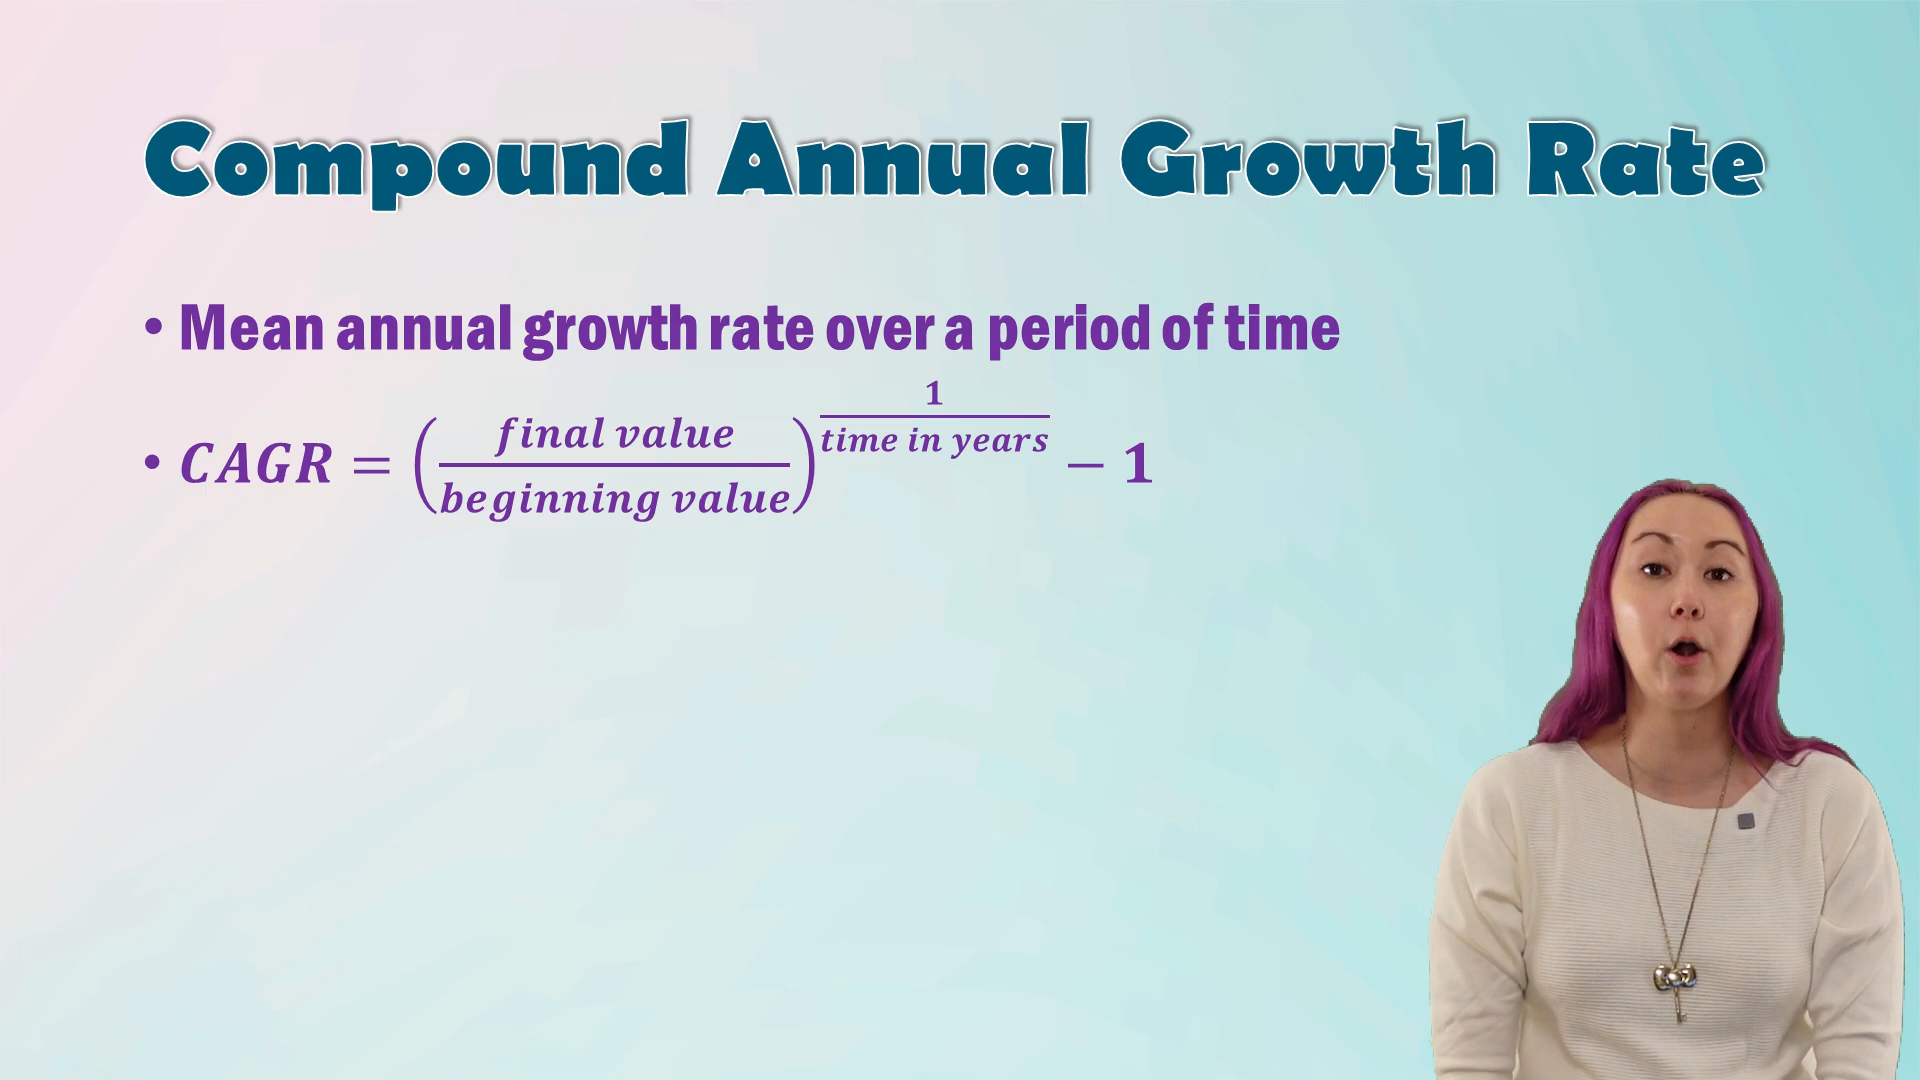 Compound Annual Growth Rate
• Mean annual growth rate over a period of time
• CAGR = (final value / beginning value)^(1 / time in years) − 1